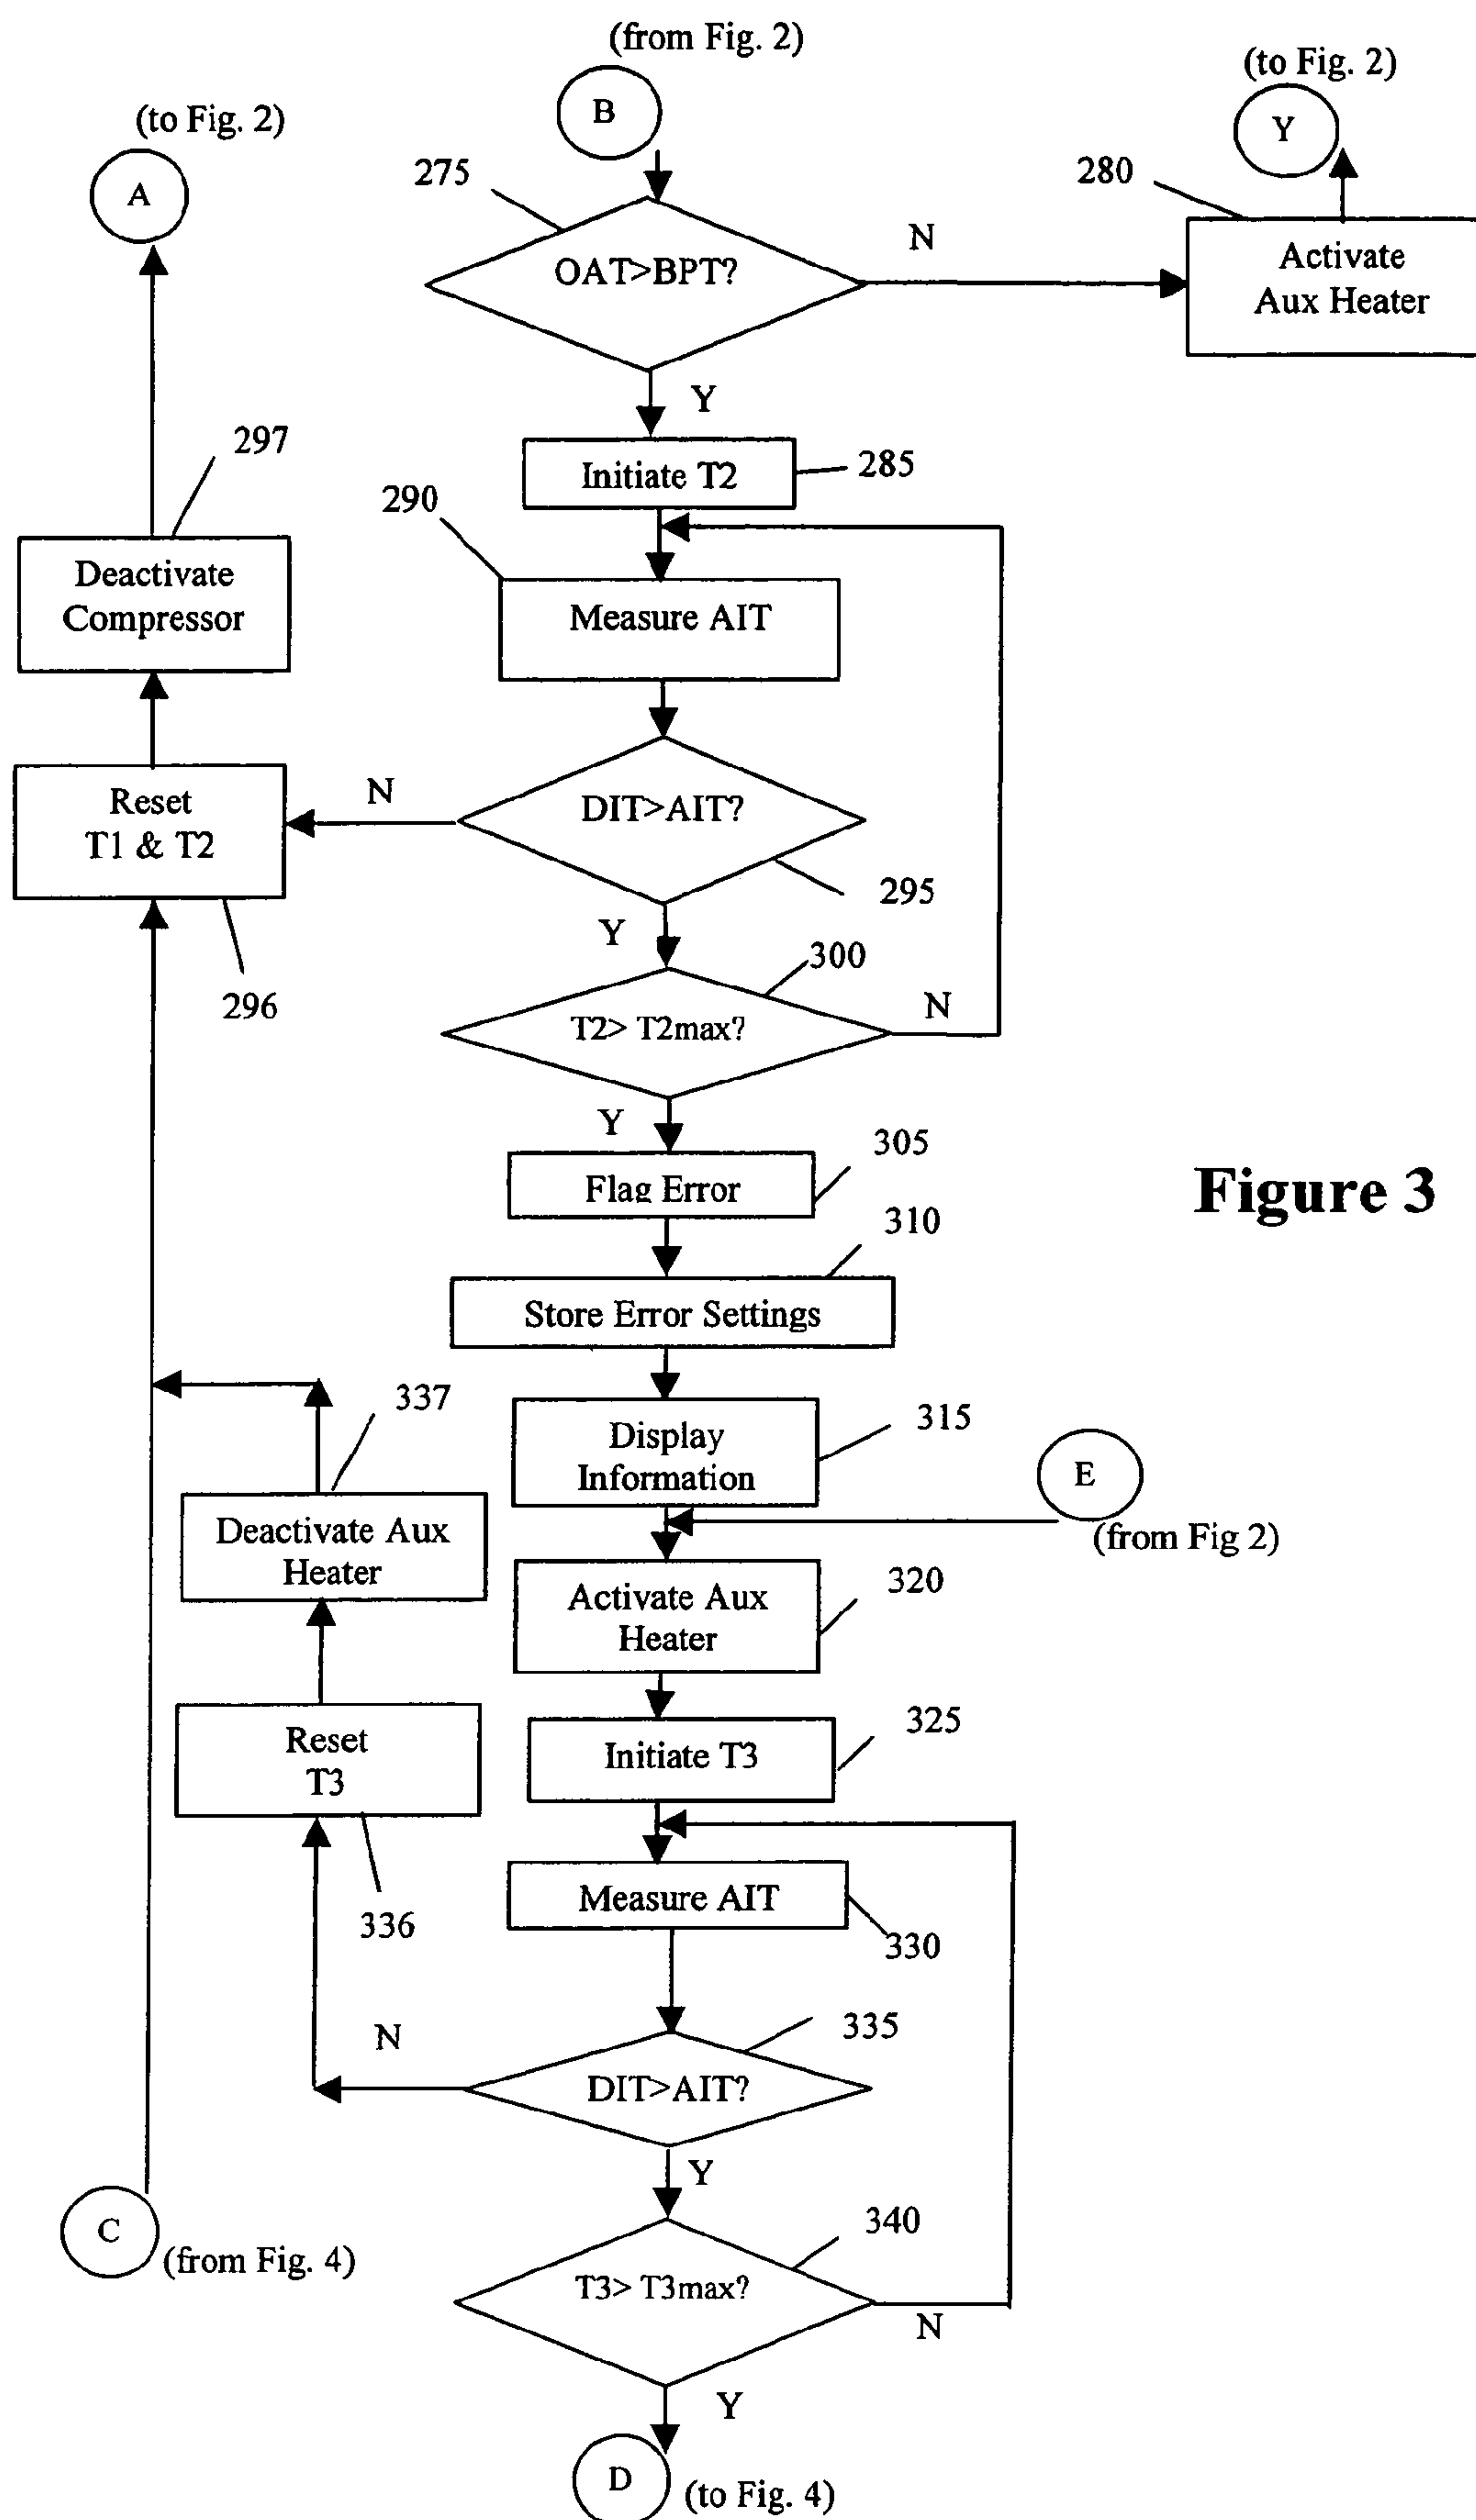 (from Fig. 2)
(to Fig. 2)
(to Fig. 2)
B
Y
A
275
280
OAT>BPT?
N
Activate
Aux Heater
Y
297
Initiate T2
285
290
Deactivate
Compressor
Measure AIT
Reset
T1 & T2
N
DIT>AIT?
295
Y
300
296
T2> T2max?
N
Y
305
Flag Error
Figure 3
310
Store Error Settings
337
315
Display
Information
E
(from Fig 2)
Deactivate Aux
Heater
320
Activate Aux
Heater
325
Reset
T3
Initiate T3
Measure AIT
336
330
335
N
DIT>AIT?
Y
340
C
(from Fig. 4)
T3> T3max?
N
Y
D
(to Fig. 4)